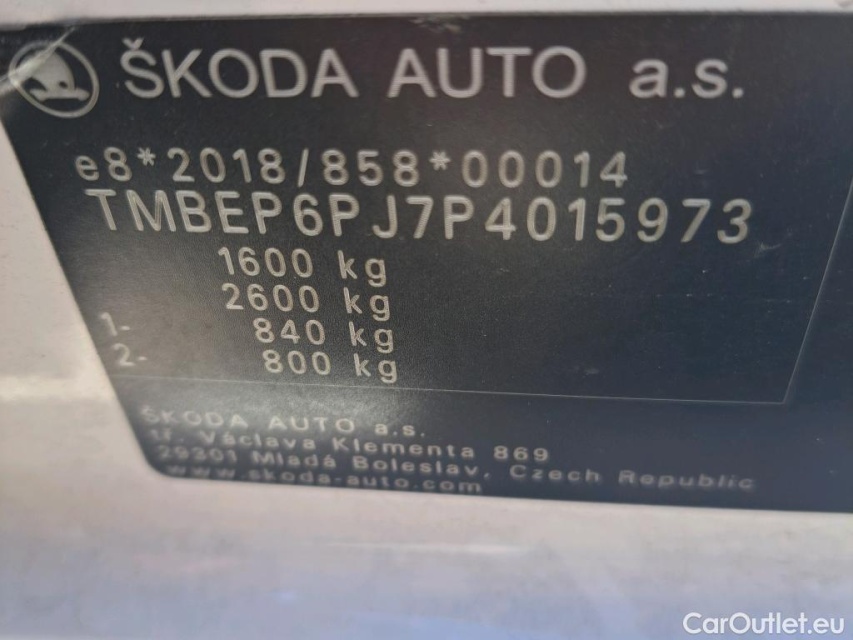 ŠKODA AUTO a.s.
e8*2018/858*00014
TMBEP6PJ7P4015973
1600 kg
2600 kg
1- 840 kg
2- 800 kg
ŠKODA AUTO a.s.
tř. Václava Klementa 869
29301 Mladá Boleslav, Czech Republic
www.skoda-auto.com
CarOutlet.eu